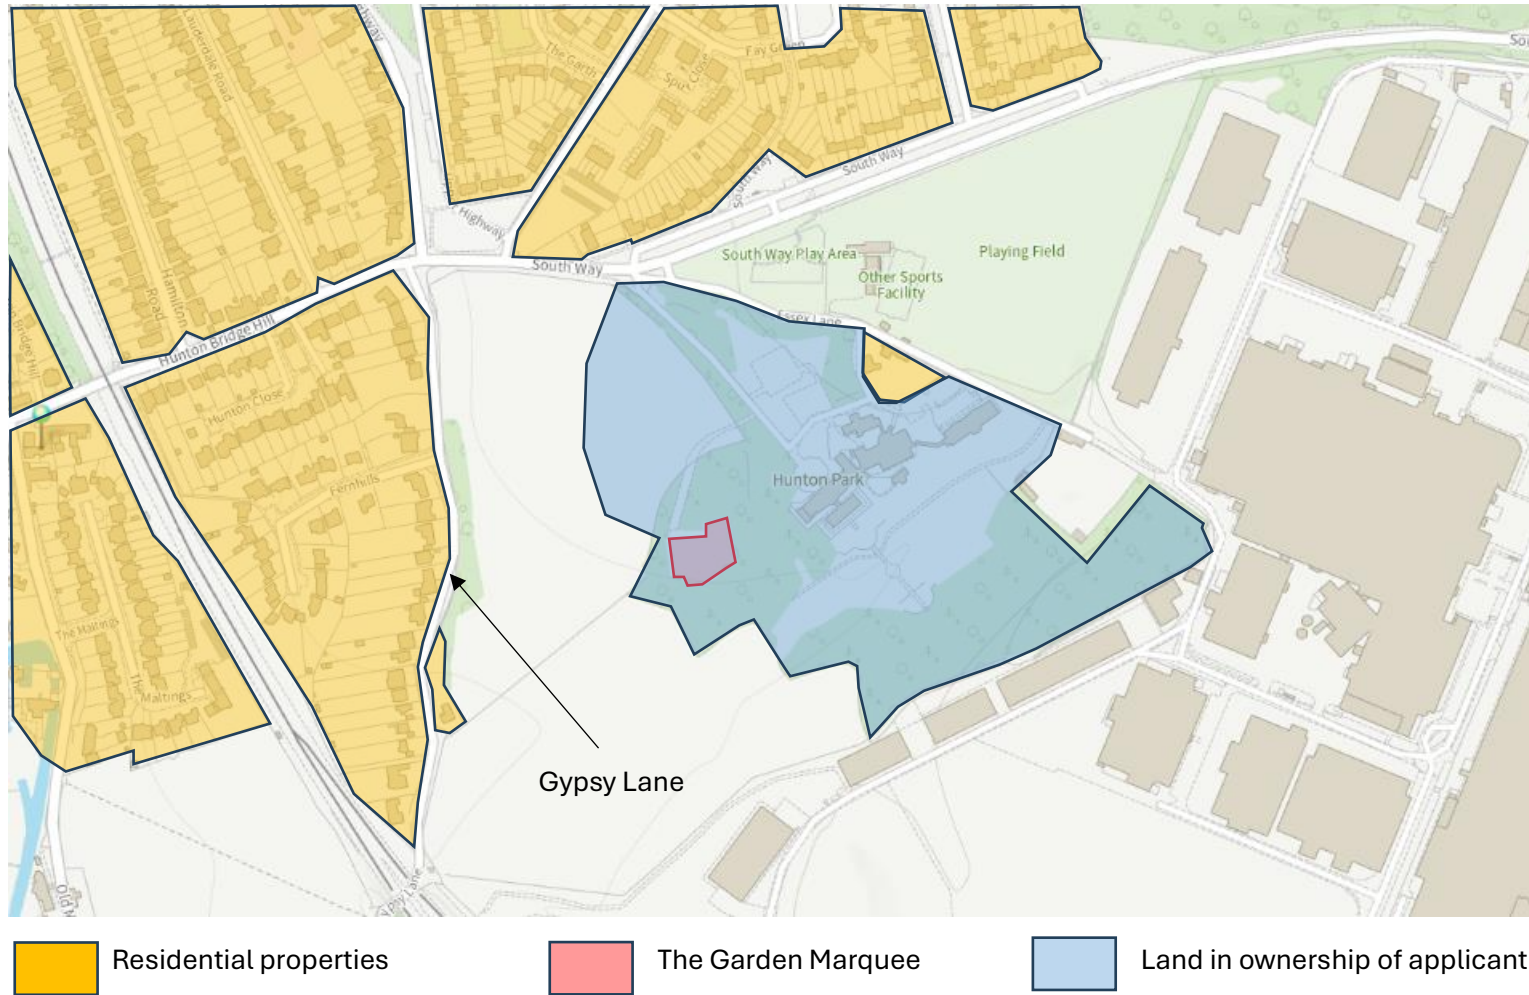 Lauderdale Road
The Garth
Spur Close
Fay Green
South Way
South Way
Highway
South Way
South Way Play Area
Other Sports
Facility
Playing Field
Essex Lane
Hamilton
Road
Hunton Bridge Hill
Bridge Hill
Hunton Close
Fernhills
Hunton Park
The Maltings
The Maltings
Gypsy Lane
Residential properties
The Garden Marquee
Land in ownership of applicant